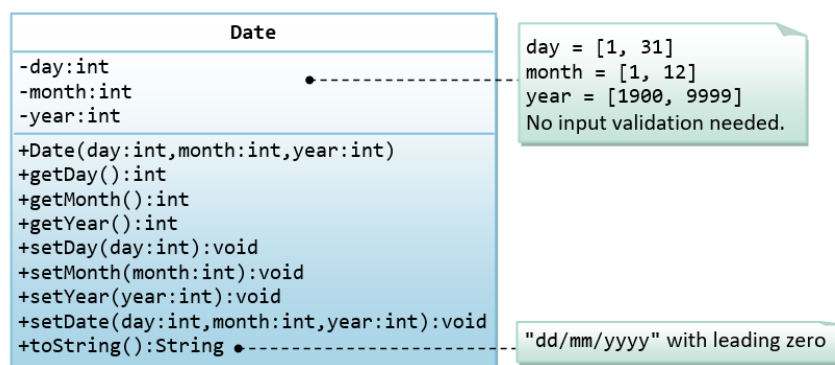 Date
-day:int
-month:int
-year:int
day = [1, 31]
month = [1, 12]
year = [1900, 9999]
No input validation needed.
+Date(day:int,month:int,year:int)
+getDay():int
+getMonth():int
+getYear():int
+setDay(day:int):void
+setMonth(month:int):void
+setYear(year:int):void
+setDate(day:int,month:int,year:int):void
+toString():String
"dd/mm/yyyy" with leading zero